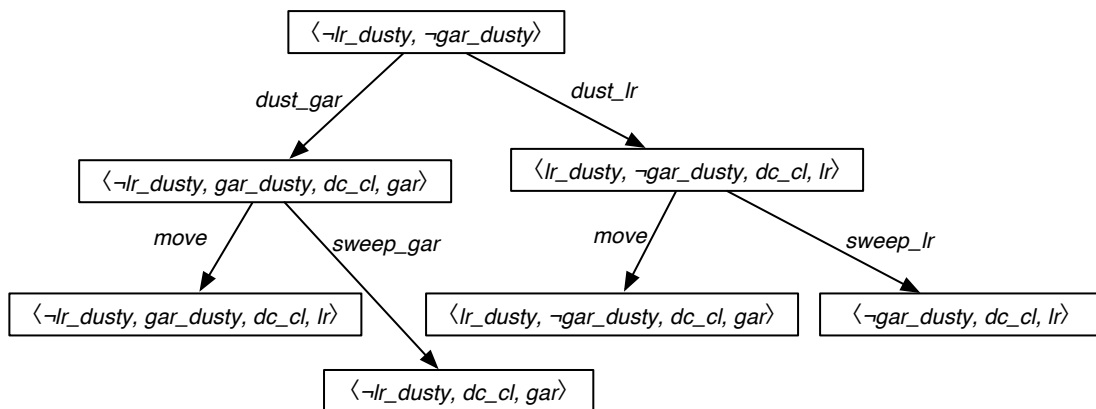 〈¬lr_dusty, ¬gar_dusty〉
dust_gar
dust_lr
〈¬lr_dusty, gar_dusty, dc_cl, gar〉
〈lr_dusty, ¬gar_dusty, dc_cl, lr〉
move
sweep_gar
move
sweep_lr
〈¬lr_dusty, gar_dusty, dc_cl, lr〉
〈lr_dusty, ¬gar_dusty, dc_cl, gar〉
〈¬gar_dusty, dc_cl, lr〉
〈¬lr_dusty, dc_cl, gar〉